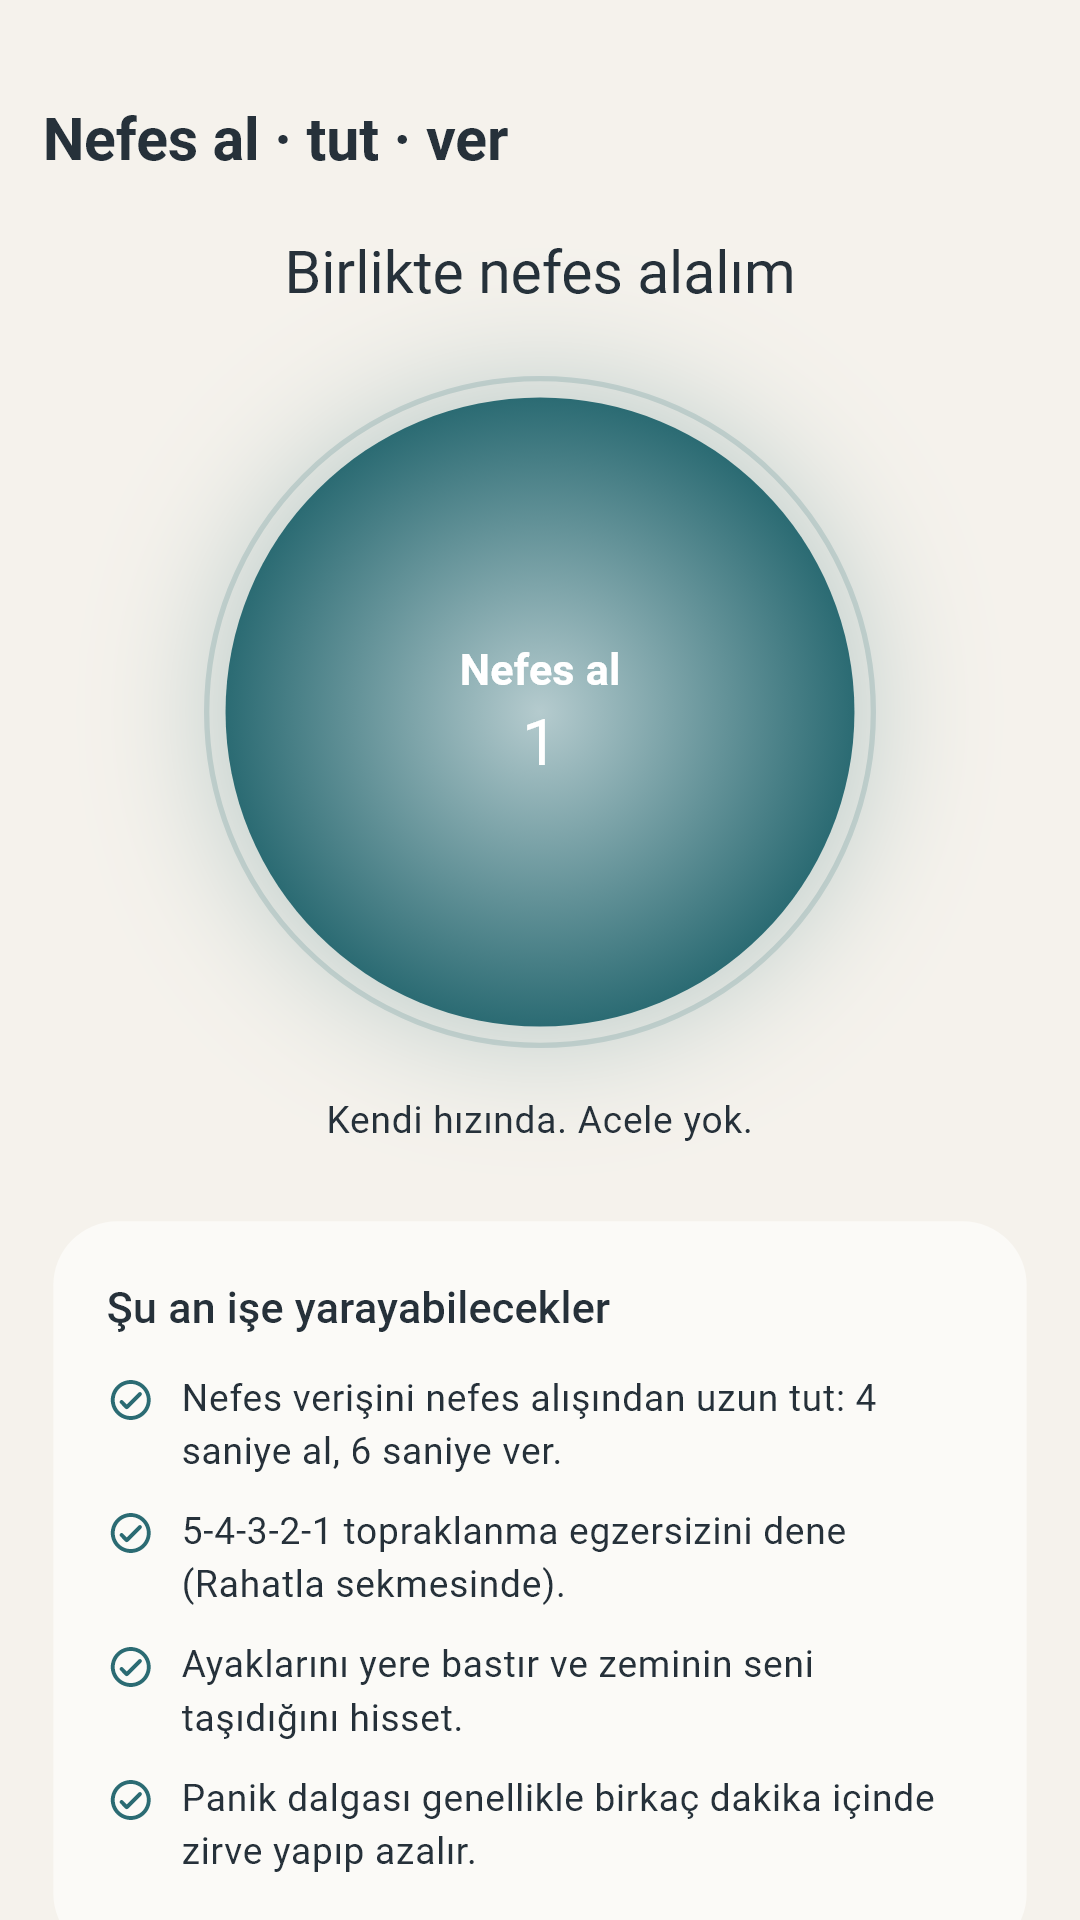 Nefes al · tut · ver
Birlikte nefes alalım
Nefes al
1
Kendi hızında. Acele yok.
Şu an işe yarayabilecekler
Nefes verişini nefes alışından uzun tut: 4
saniye al, 6 saniye ver.
5-4-3-2-1 topraklanma egzersizini dene
(Rahatla sekmesinde).
Ayaklarını yere bastır ve zeminin seni
taşıdığını hisset.
Panik dalgası genellikle birkaç dakika içinde
zirve yapıp azalır.